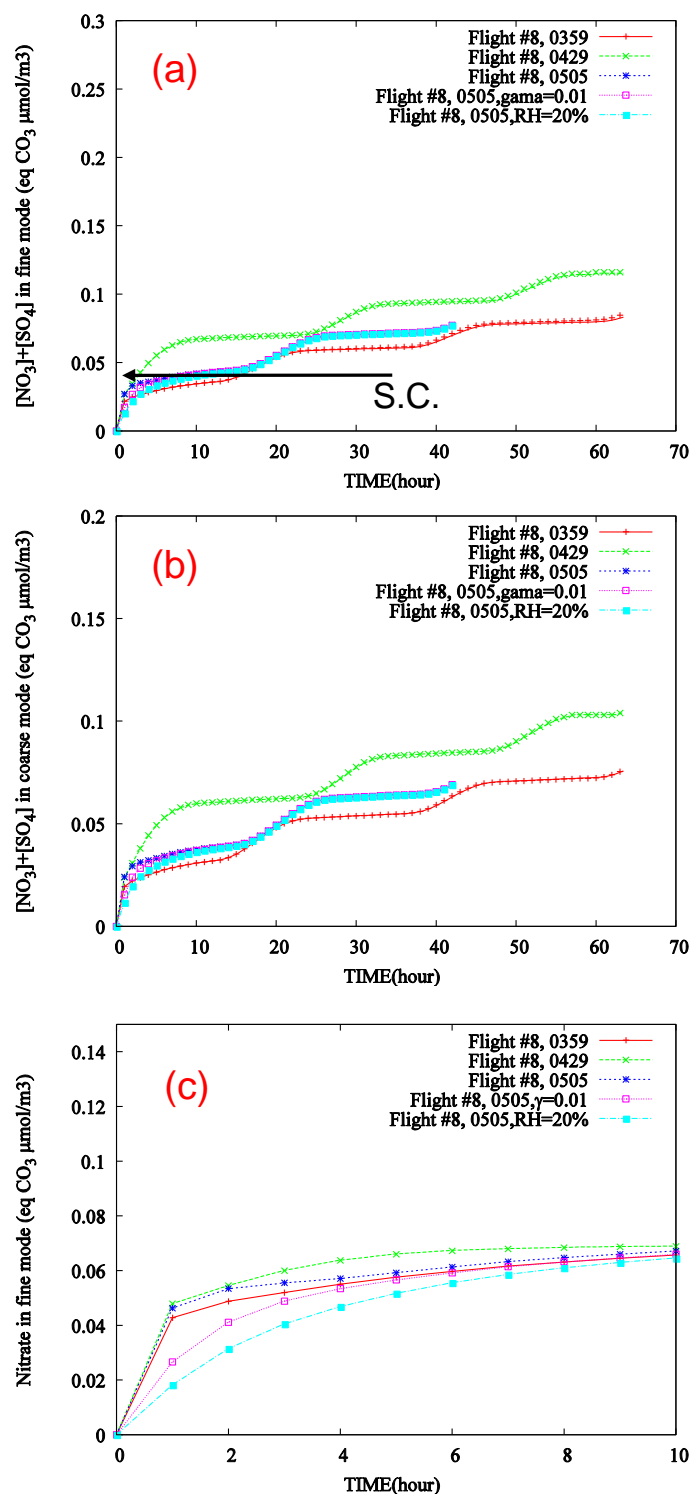 (a)
Flight #8, 0359
Flight #8, 0429
Flight #8, 0505
Flight #8, 0505,gama=0.01
Flight #8, 0505,RH=20%
[NO3]+[SO4] in fine mode (eq CO3 μmol/m3)
0.3
0.25
0.2
0.15
0.1
0.05
0
S.C.
0 10 20 30 40 50 60 70
TIME(hour)
(b)
Flight #8, 0359
Flight #8, 0429
Flight #8, 0505
Flight #8, 0505,gama=0.01
Flight #8, 0505,RH=20%
[NO3]+[SO4] in coarse mode (eq CO3 μmol/m3)
0.2
0.15
0.1
0.05
0
0 10 20 30 40 50 60 70
TIME(hour)
(c)
Flight #8, 0359
Flight #8, 0429
Flight #8, 0505
Flight #8, 0505,γ=0.01
Flight #8, 0505,RH=20%
Nitrate in fine mode (eq CO3 μmol/m3)
0.14
0.12
0.1
0.08
0.06
0.04
0.02
0
0 2 4 6 8 10
TIME(hour)